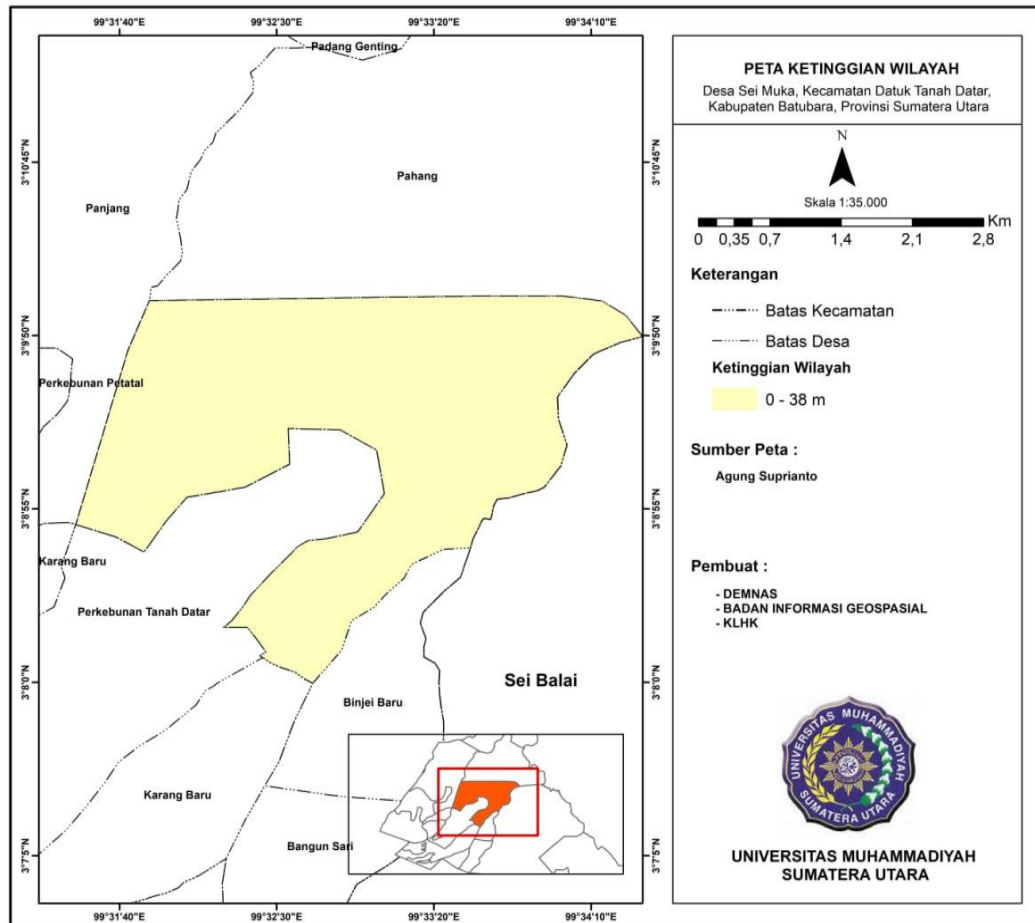 99°31'40"E 99°32'30"E 99°33'20"E 99°34'10"E
3°10'45"N
3°9'50"N
3°8'55"N
3°8'0"N
3°7'5"N
Padang Genting
Pahang
Panjang
Perkebunan Petatal
Karang Baru
Perkebunan Tanah Datar
Sei Balai
Binjei Baru
Karang Baru
Bangun Sari
3°10'45"N
3°9'50"N
3°8'55"N
3°8'0"N
3°7'5"N
99°31'40"E 99°32'30"E 99°33'20"E 99°34'10"E
PETA KETINGGIAN WILAYAH
Desa Sei Muka, Kecamatan Datuk Tanah Datar,
Kabupaten Batubara, Provinsi Sumatera Utara
N
Skala 1:35.000
Km
0 0,35 0,7 1,4 2,1 2,8
Keterangan
Batas Kecamatan
Batas Desa
Ketinggian Wilayah
0 - 38 m
Sumber Peta :
Agung Suprianto
Pembuat :
- DEMNAS
- BADAN INFORMASI GEOSPASIAL
- KLHK
UNIVERSITAS MUHAMMADIYAH
SUMATERA UTARA
UNIVERSITAS MUHAMMADIYAH
SUMATERA UTARA